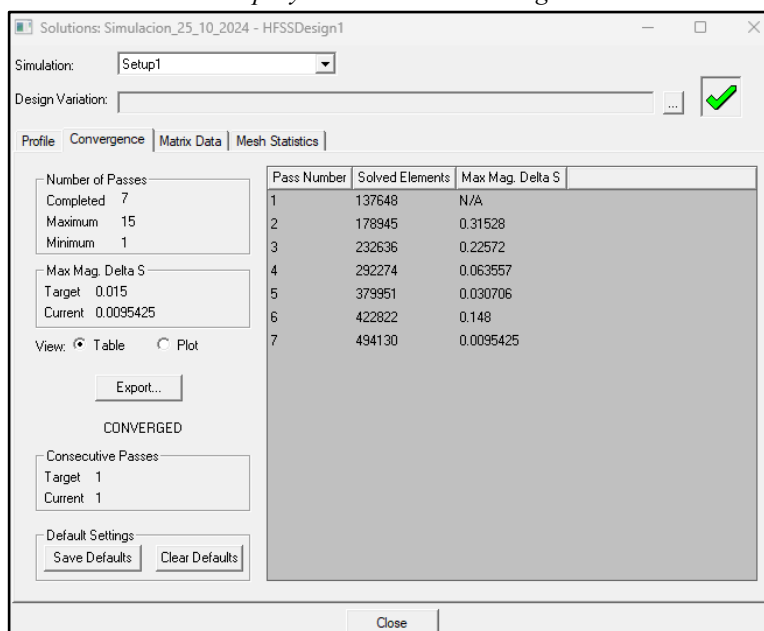 Solutions: Simulacion_25_10_2024 - HFSSDesign1
Simulation: Setup1
Design Variation: ...
Profile Convergence Matrix Data Mesh Statistics
Number of Passes
Completed 7
Maximum 15
Minimum 1
Max Mag. Delta S
Target 0.015
Current 0.0095425
View: Table Plot
Export...
CONVERGED
Consecutive Passes
Target 1
Current 1
Default Settings
Save Defaults Clear Defaults
Pass Number Solved Elements Max Mag. Delta S
1 137648 N/A
2 178945 0.31528
3 232636 0.22572
4 292274 0.063557
5 379951 0.030706
6 422822 0.148
7 494130 0.0095425
Close